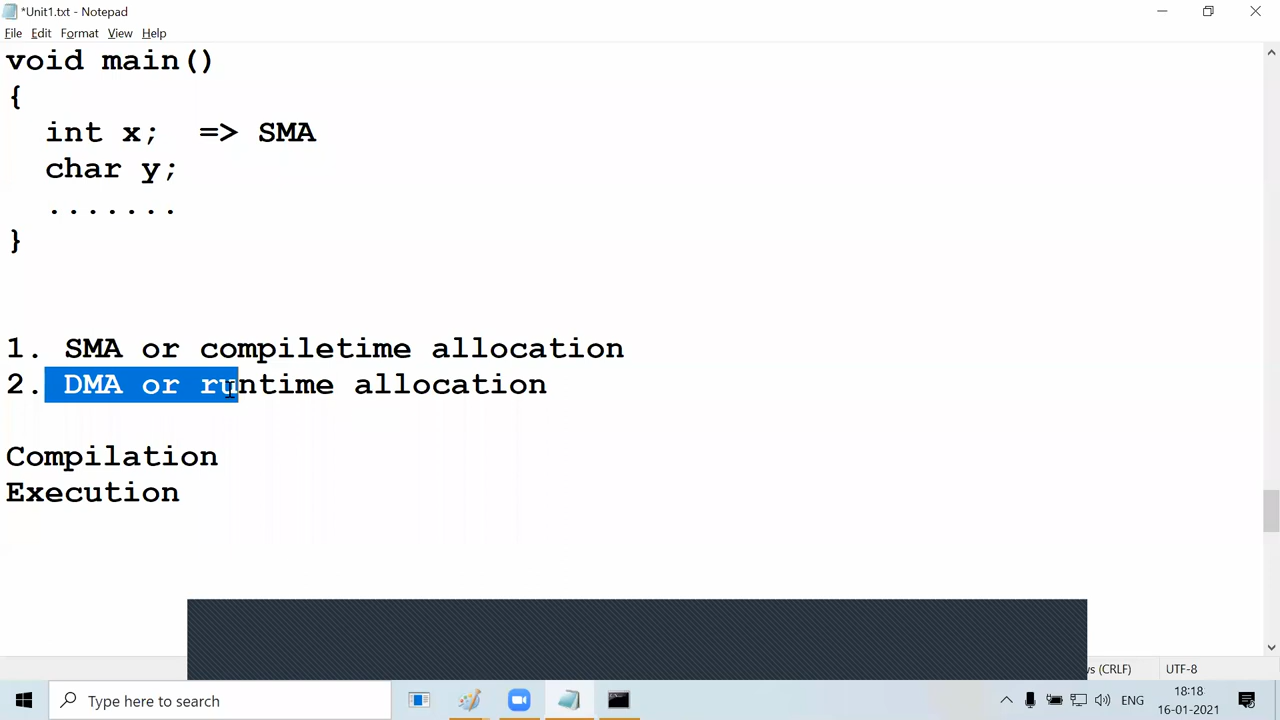 *Unit1.txt - Notepad
File Edit Format View Help
void main()
{
int x; => SMA
char y;
.......
}
1. SMA or compiletime allocation
2. DMA or runtime allocation
Compilation
Execution
(CRLF) UTF-8
Type here to search
ENG
18:18
16-01-2021